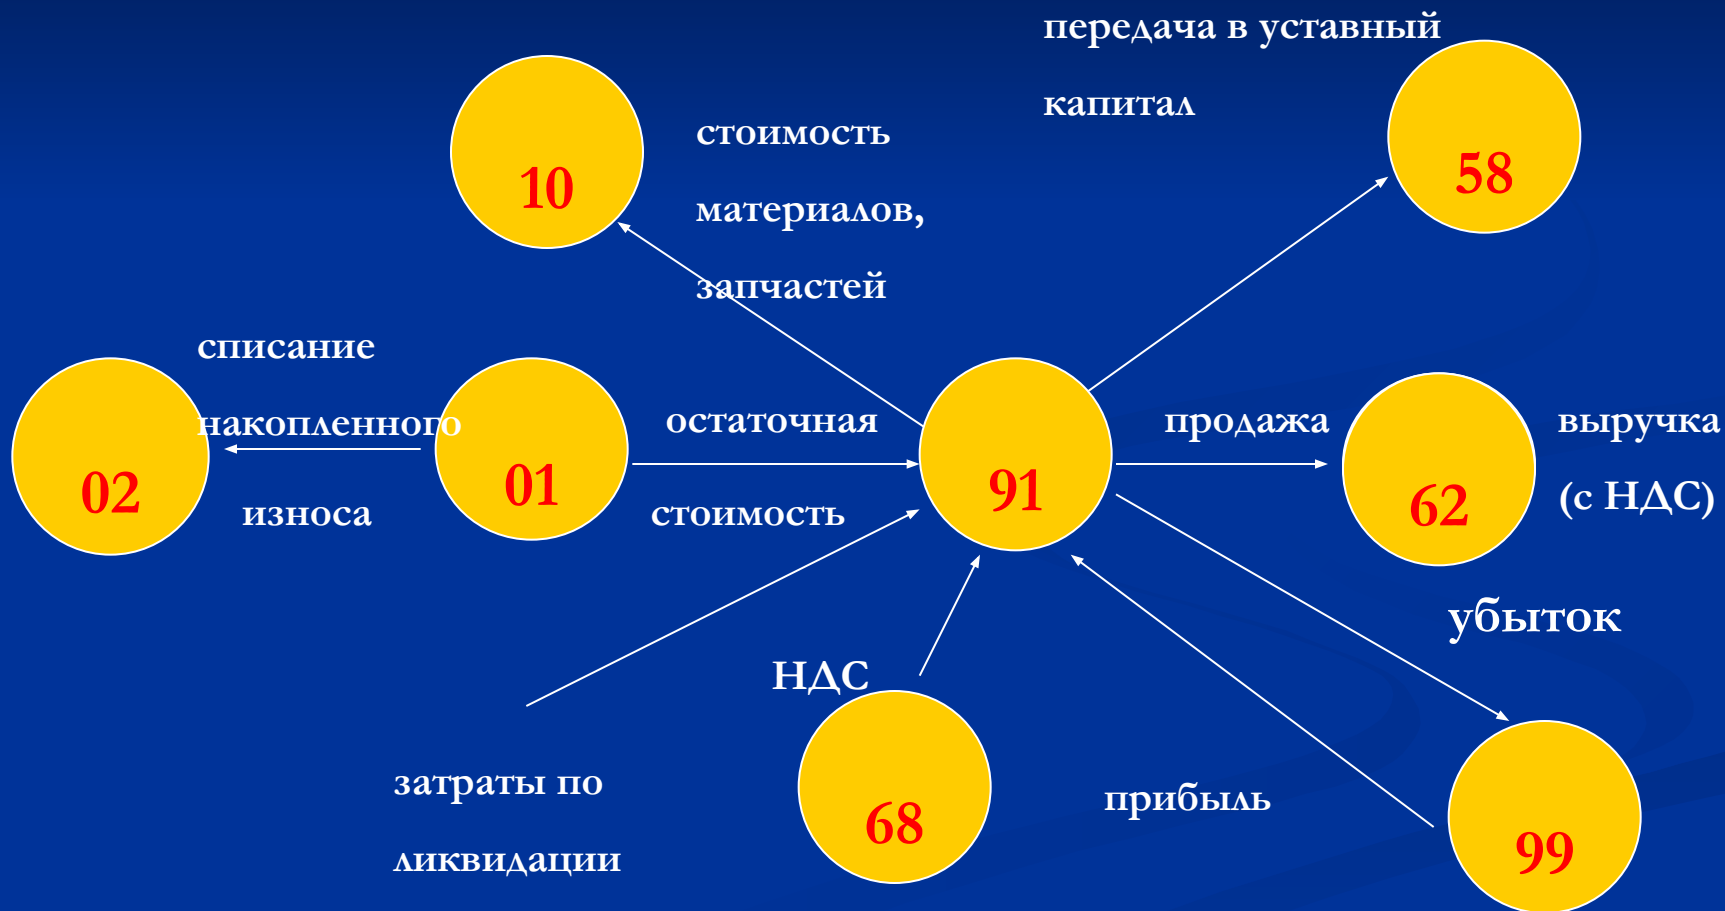 передача в уставный
капитал
58
10
стоимость
материалов,
запчастей
списание
накопленного
износа
02
01
остаточная
стоимость
91
продажа
62
выручка
(с НДС)
убыток
НДС
68
затраты по
ликвидации
прибыль
99